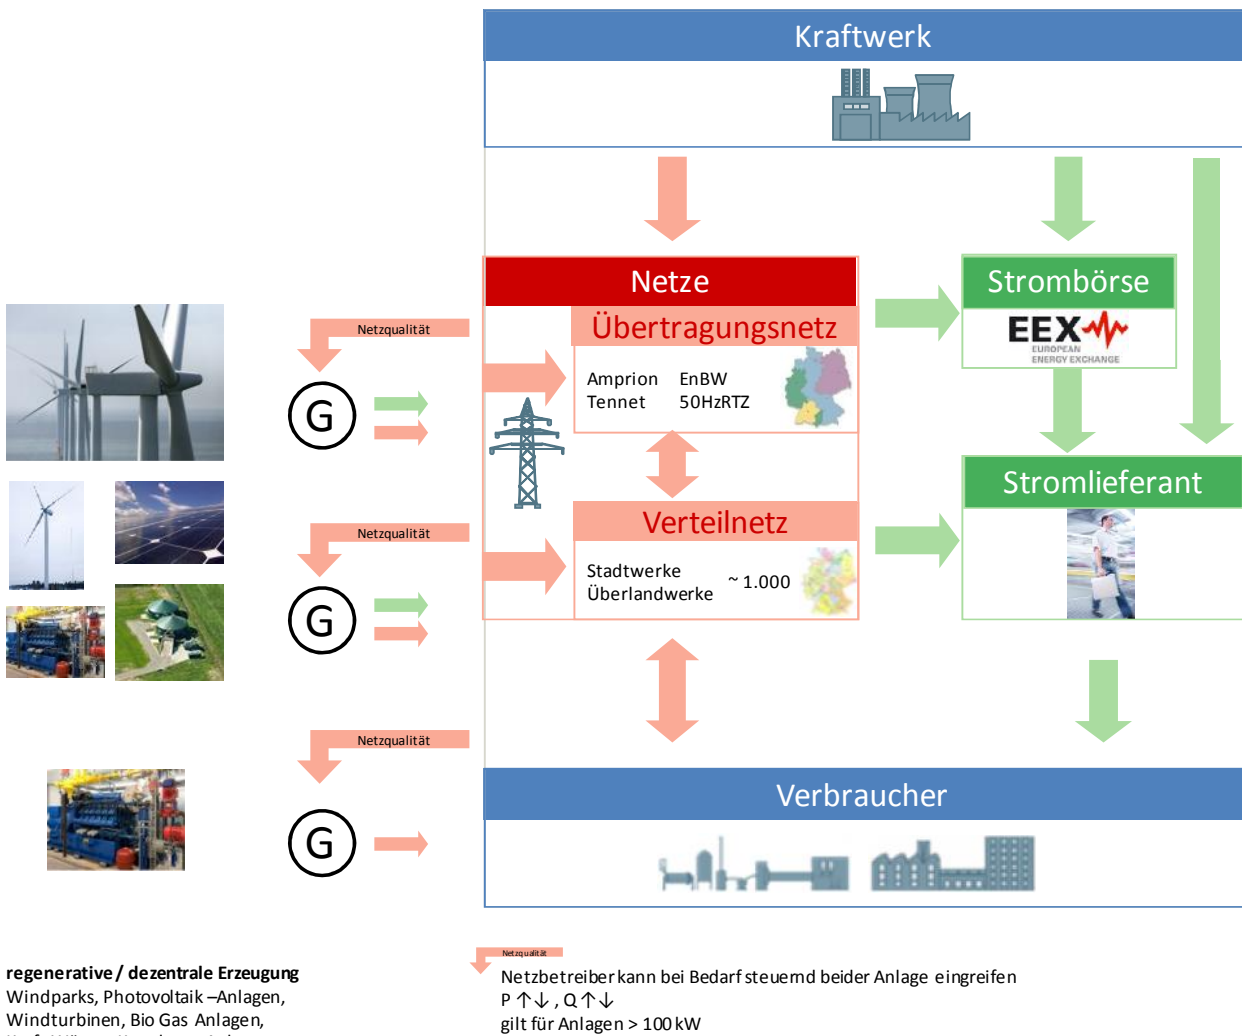 Kraftwerk
Netze
Strombörse
Netzqualität
Übertragungsnetz
EEX
EUROPEAN
ENERGY EXCHANGE
Amprion EnBW
Tennet 50HzRTZ
G
Stromlieferant
Netzqualität
Verteilnetz
Stadtwerke
Überlandwerke ~ 1.000
G
Netzqualität
Verbraucher
G
Netzqualität
regenerative / dezentrale Erzeugung
Windparks, Photovoltaik –Anlagen,
Windturbinen, Bio Gas Anlagen,
Netzbetreiber kann bei Bedarf steuernd beider Anlage eingreifen
P ↑↓ , Q ↑↓
gilt für Anlagen > 100 kW